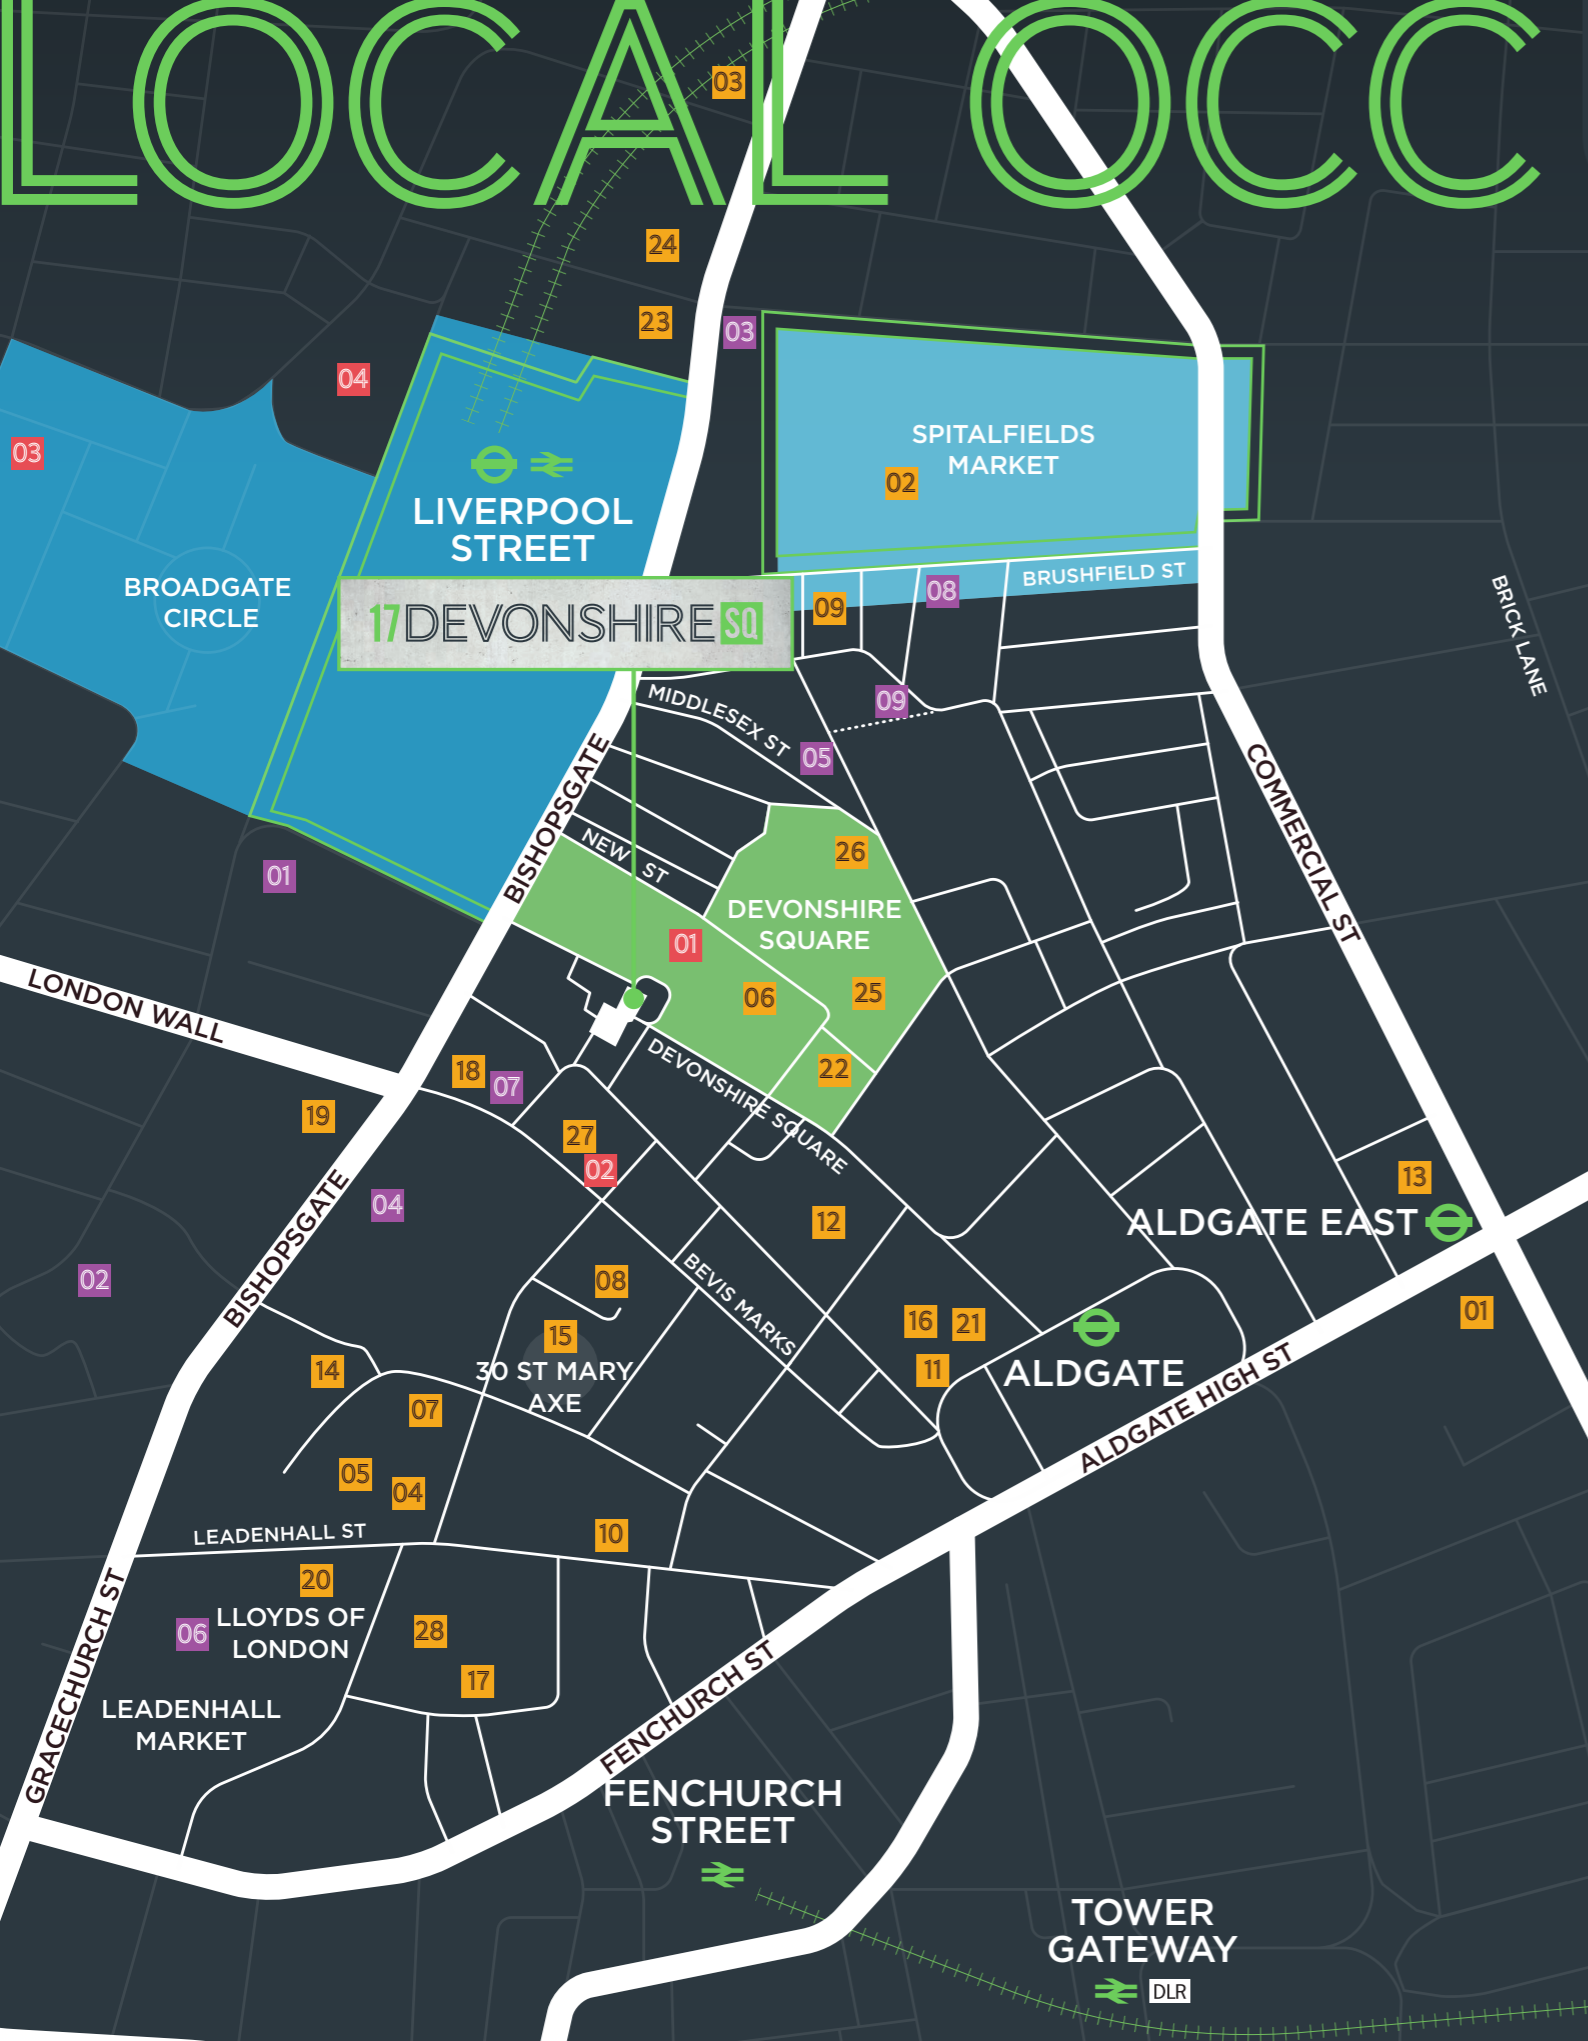 LOCAL OCC
03
24
23
03
04
03
SPITALFIELDS
MARKET
02
LIVERPOOL
STREET
BROADGATE
CIRCLE
17 DEVONSHIRE SQ
BRUSHFIELD ST
08
09
BRICK LANE
MIDDLESEX ST
09
05
BISHOPSGATE
COMMERCIAL ST
NEW ST
26
01
DEVONSHIRE
SQUARE
01
06
25
LONDON WALL
DEVONSHIRE SQUARE
22
18
07
19
27
02
04
BISHOPSGATE
12
13
ALDGATE EAST
02
08
BEVIS MARKS
16
21
01
15
30 ST MARY
AXE
11
ALDGATE
14
07
ALDGATE HIGH ST
05
04
LEADENHALL ST
10
20
GRACECHURCH ST
06
LLOYDS OF
LONDON
28
17
LEADENHALL
MARKET
FENCHURCH ST
FENCHURCH
STREET
TOWER
GATEWAY
DLR